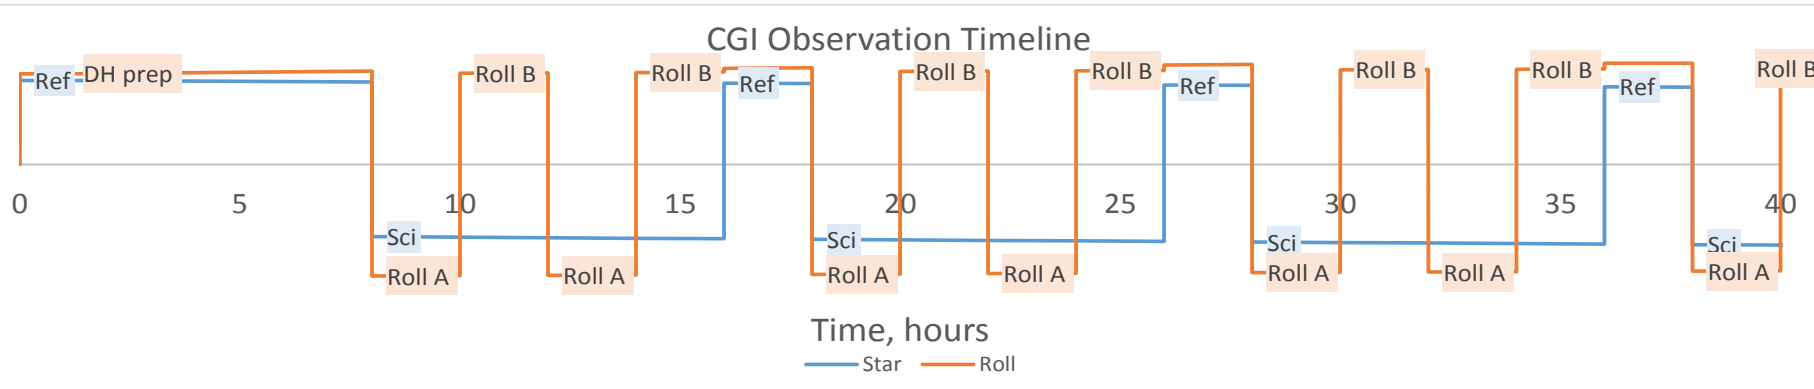 CGI Observation Timeline
Ref DH prep Roll B Roll B Ref Roll B Roll B Ref Roll B Roll B Ref Roll B
0 5 10 15 20 25 30 35 40
Sci Sci Sci Sci
Roll A Roll A Roll A Roll A Roll A Roll A Roll A
Time, hours
Star Roll